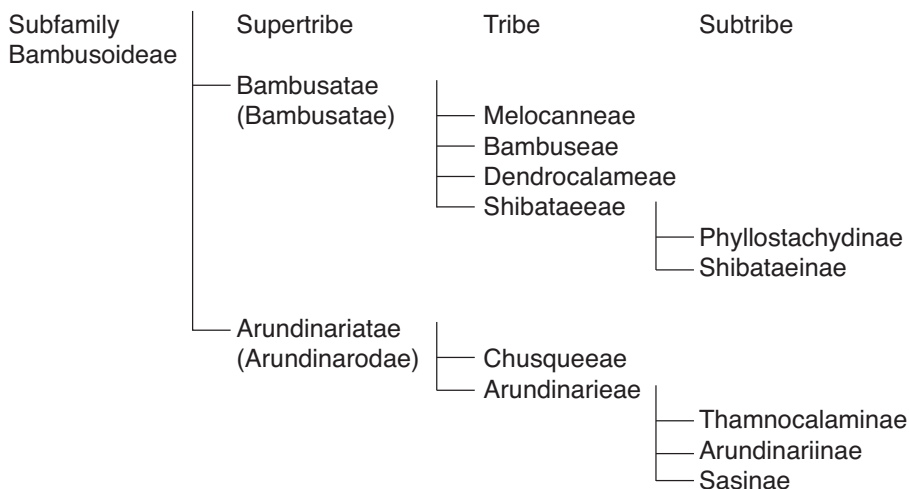 Subfamily Supertribe Tribe Subtribe
Bambusoideae
Bambusatae
(Bambusatae) Melocanneae
Bambuseae
Dendrocalameae
Shibataeeae
Phyllostachydinae
Shibataeinae
Arundinariatae
(Arundinarodae) Chusqueeae
Arundinarieae
Thamnocalaminae
Arundinariinae
Sasinae